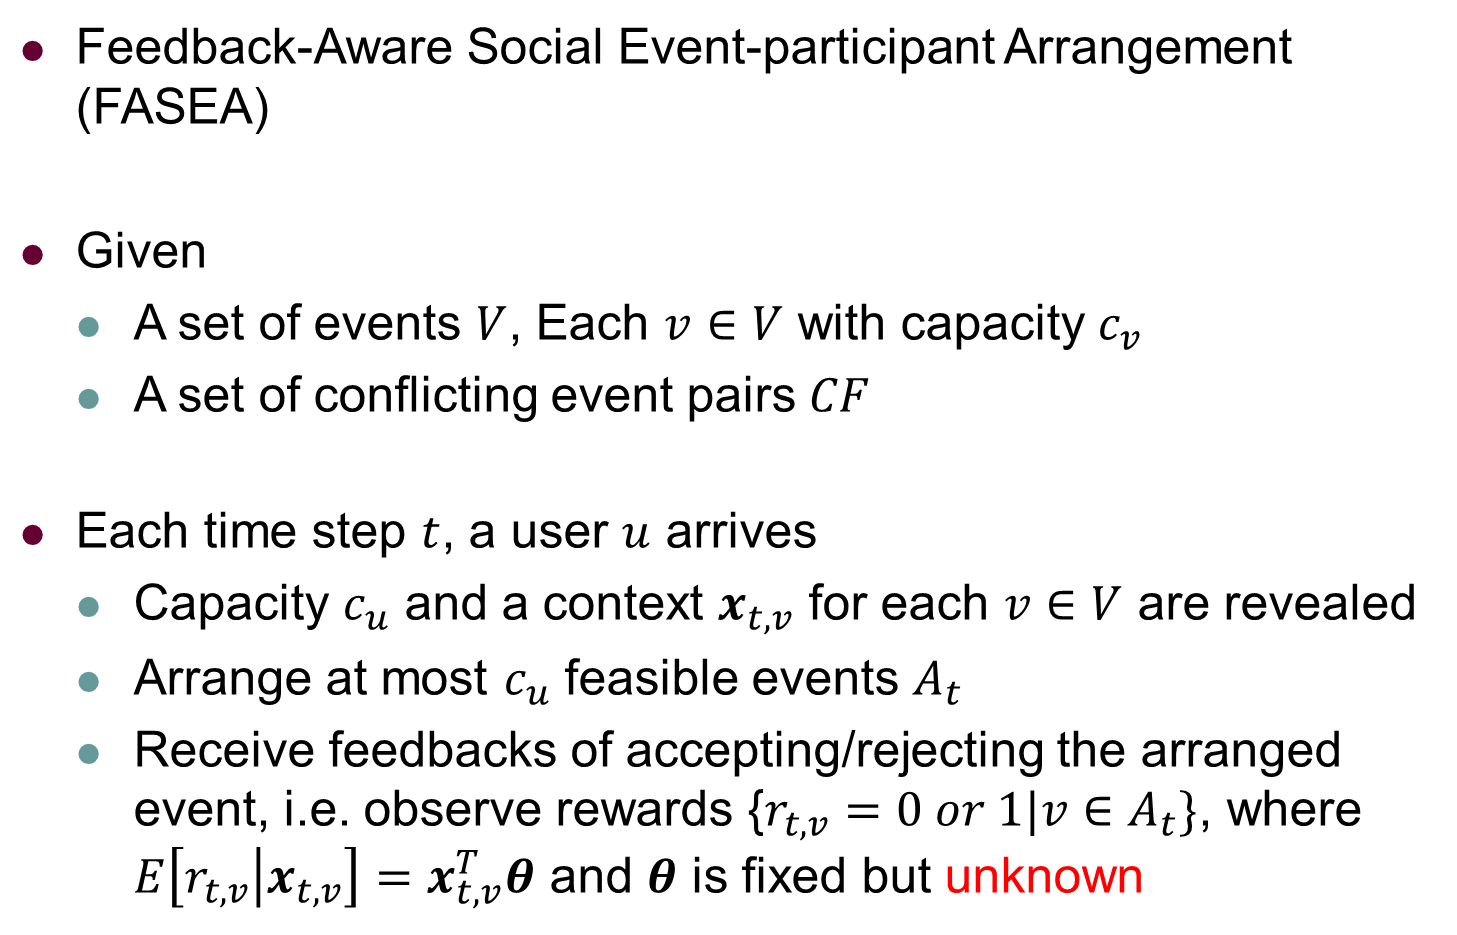 ● Feedback-Aware Social Event-participant Arrangement
(FASEA)
● Given
● A set of events V, Each v ∈ V with capacity c_v
● A set of conflicting event pairs CF
● Each time step t, a user u arrives
● Capacity c_u and a context x_{t,v} for each v ∈ V are revealed
● Arrange at most c_u feasible events A_t
● Receive feedbacks of accepting/rejecting the arranged
event, i.e. observe rewards {r_{t,v} = 0 or 1|v ∈ A_t}, where
E[r_{t,v}|x_{t,v}] = x_{t,v}^T θ and θ is fixed but unknown